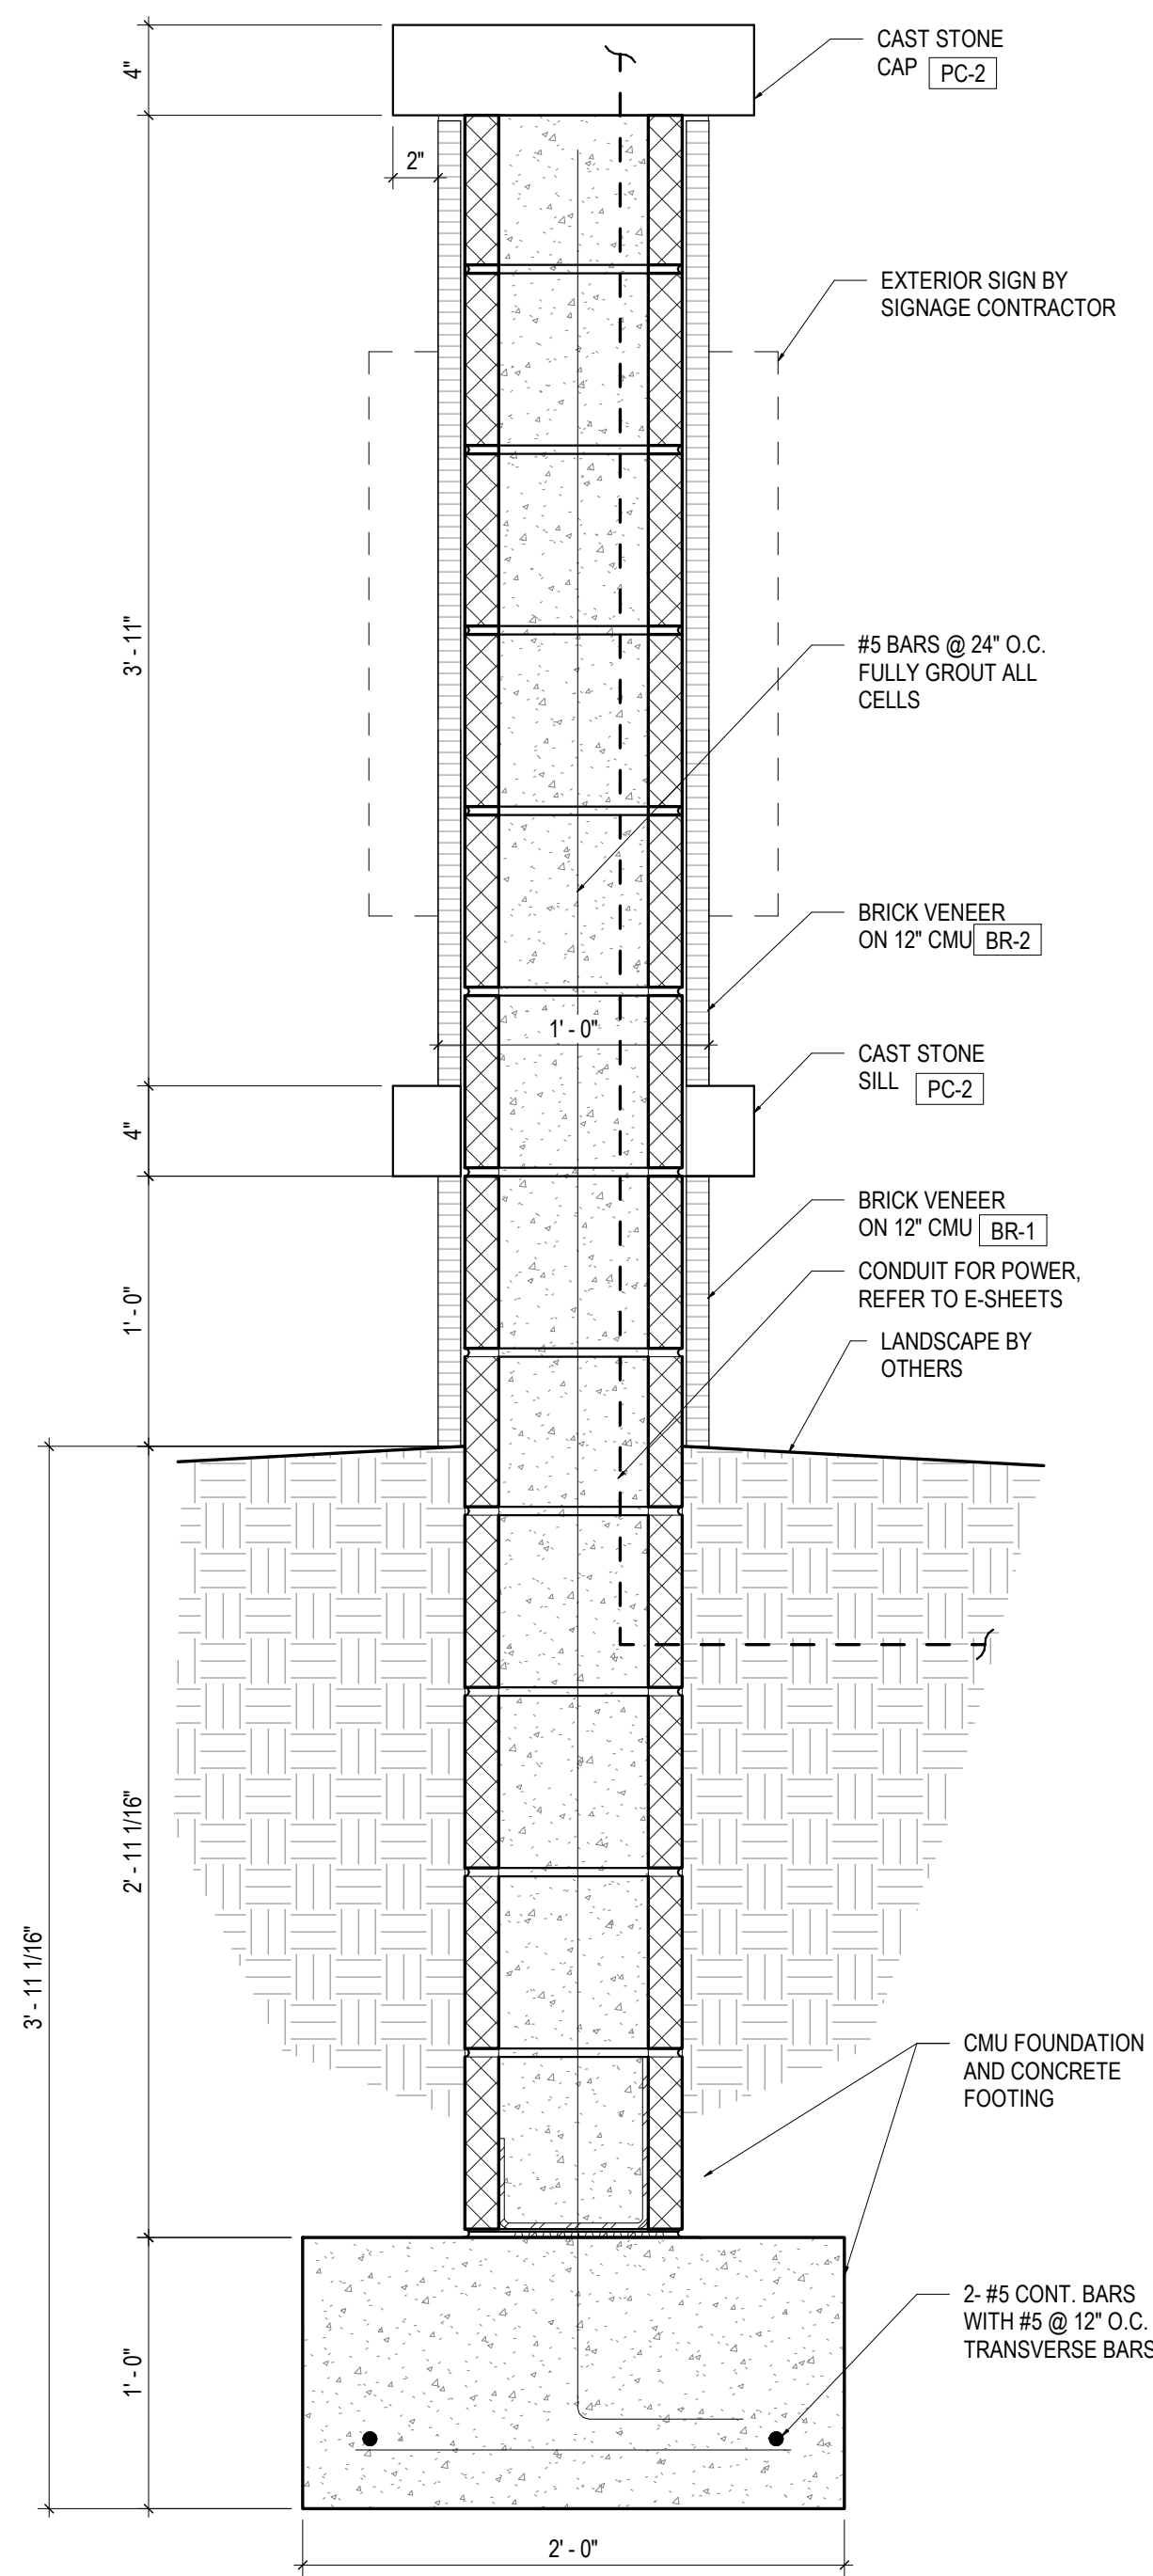 CAST STONE
CAP PC-2
4"
2"
EXTERIOR SIGN BY
SIGNAGE CONTRACTOR
3' - 11"
#5 BARS @ 24" O.C.
FULLY GROUT ALL
CELLS
BRICK VENEER
ON 12" CMU BR-2
1' - 0"
CAST STONE
SILL PC-2
4"
BRICK VENEER
ON 12" CMU BR-1
CONDUIT FOR POWER,
REFER TO E-SHEETS
1' - 0"
LANDSCAPE BY
OTHERS
2' - 11 1/16"
3' - 11 1/16"
CMU FOUNDATION
AND CONCRETE
FOOTING
2- #5 CONT. BARS
WITH #5 @ 12" O.C.
TRANSVERSE BARS
1' - 0"
2' - 0"